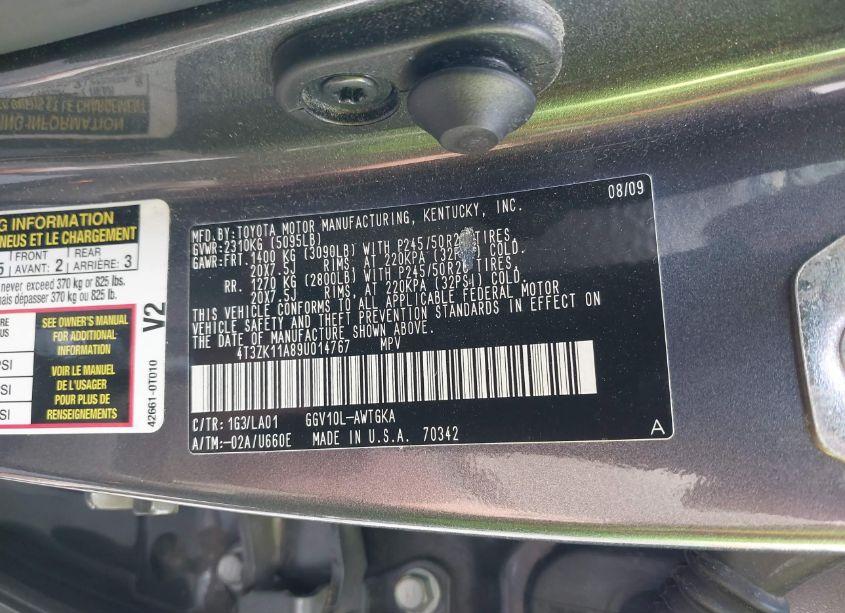 08/09
MFD.BY:TOYOTA MOTOR MANUFACTURING, KENTUCKY, INC.
GVWR:2310KG (5095LB)
GAWR:FRT. 1400 KG (3090LB) WITH P245/50R20 TIRES,
20X7.5J RIMS, AT 220KPA (32PSI) COLD.
RR. 1270 KG (2800LB) WITH P245/50R20 TIRES,
20X7.5J RIMS, AT 220KPA (32PSI) COLD.
THIS VEHICLE CONFORMS TO ALL APPLICABLE FEDERAL MOTOR
VEHICLE SAFETY AND THEFT PREVENTION STANDARDS IN EFFECT ON
THE DATE OF MANUFACTURE SHOWN ABOVE.
4T3ZK11A89U014767 MPV
C/TR: 1G3/LA01 GGV10L-AWTGKA
A/TM:-02A/U660E MADE IN U.S.A. 70342
A
INFORMATION
PNEUS ET LE CHARGEMENT
FRONT REAR
AVANT: 2 ARRIÈRE: 3
never exceed 370 kg or 825 lbs.
mais dépasser 370 kg ou 825 lb.
SEE OWNER'S MANUAL
FOR ADDITIONAL
INFORMATION
VOIR LE MANUEL
DE L'USAGER
POUR PLUS DE
RENSEIGNEMENTS
PSI
SI
V2
42661-0T010